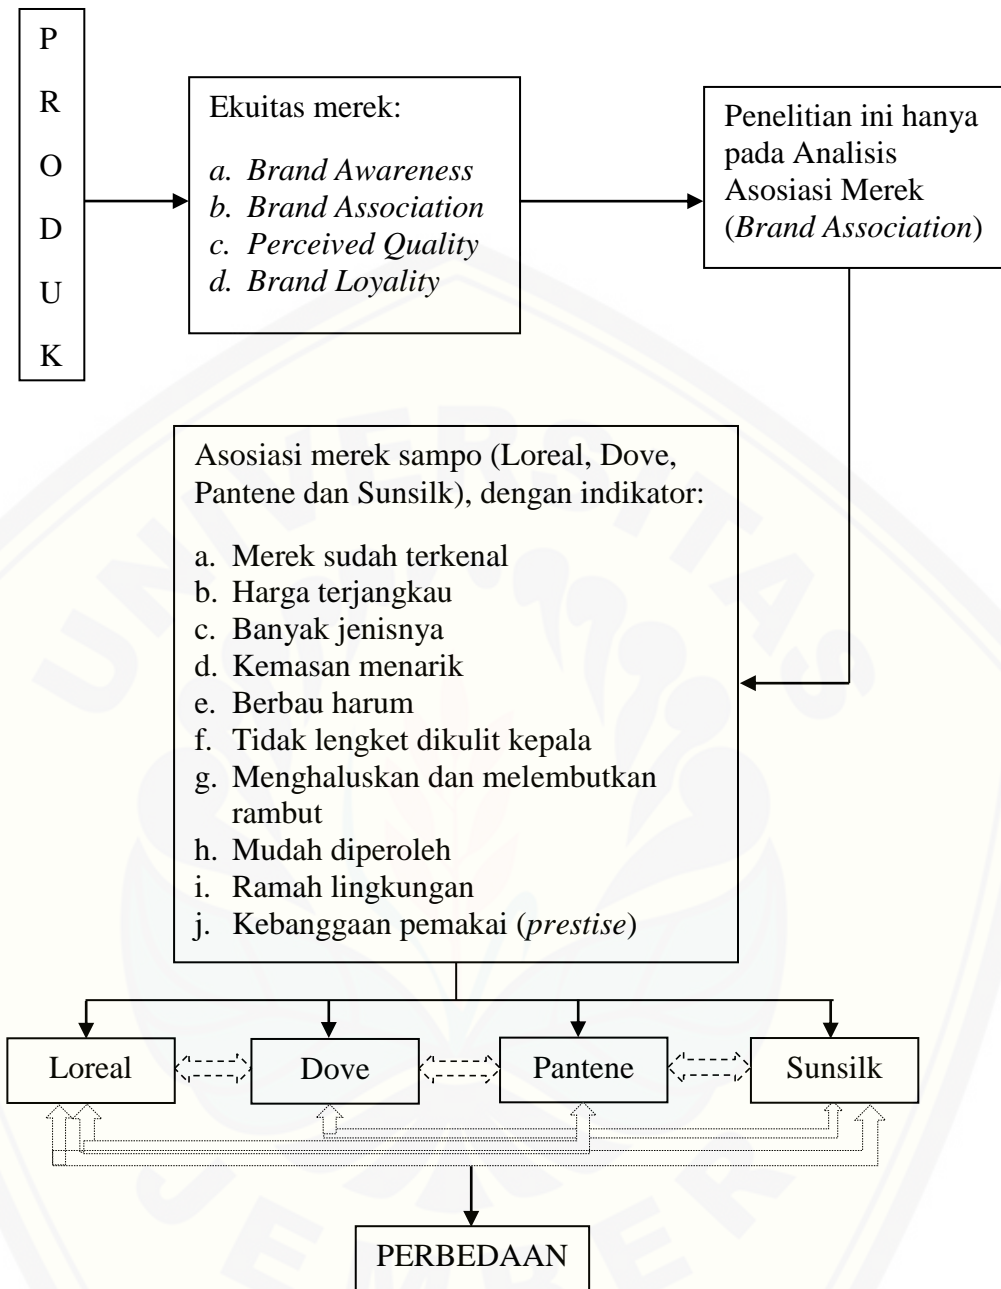 P
R
O
D
U
K
Ekuitas merek:
a. Brand Awareness
b. Brand Association
c. Perceived Quality
d. Brand Loyality
Penelitian ini hanya
pada Analisis
Asosiasi Merek
(Brand Association)
Asosiasi merek sampo (Loreal, Dove,
Pantene dan Sunsilk), dengan indikator:
a. Merek sudah terkenal
b. Harga terjangkau
c. Banyak jenisnya
d. Kemasan menarik
e. Berbau harum
f. Tidak lengket dikulit kepala
g. Menghaluskan dan melembutkan
rambut
h. Mudah diperoleh
i. Ramah lingkungan
j. Kebanggaan pemakai (prestise)
Loreal
Dove
Pantene
Sunsilk
PERBEDAAN
UNIVERSITAS
JEMBER